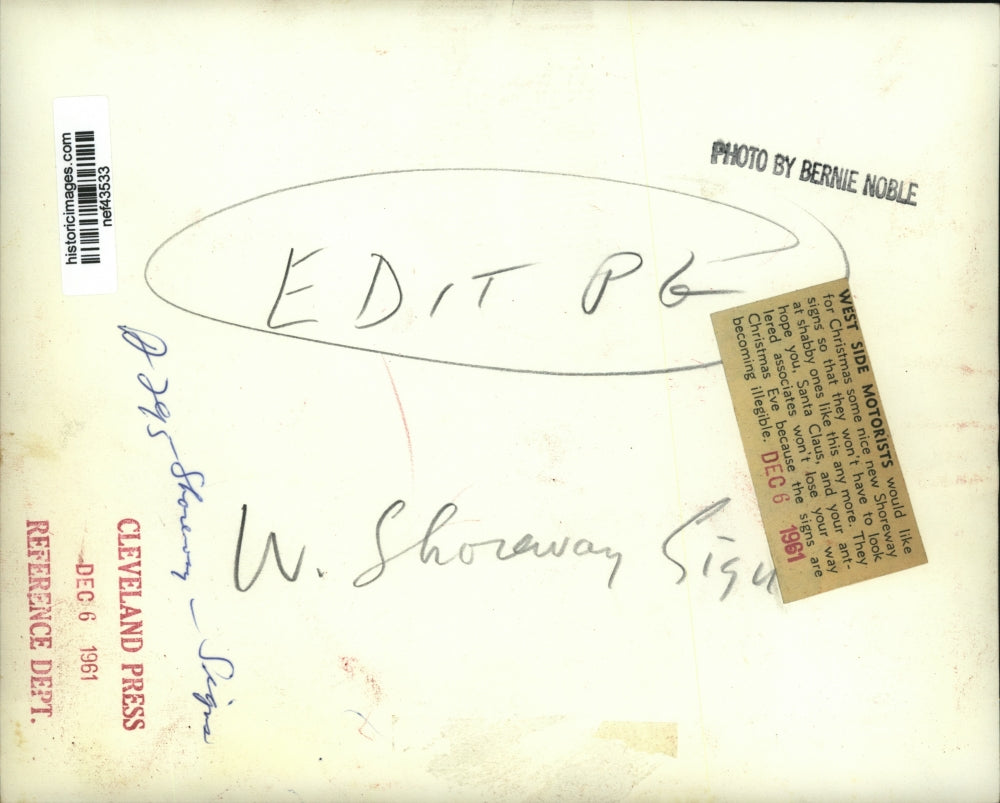 historicimages.com
nef43533
PHOTO BY BERNIE NOBLE
EDIT PG
WEST SIDE MOTORISTS would like
for Christmas some nice new Shoreway
signs so that they won't have to look
at shabby ones like this any more. They
hope you, Santa Claus, and your ant-
lered associates won't lose your way
Christmas Eve because the signs are
becoming illegible.
DEC 6 1961
W. Shoreway Sign
295 Shoreway - Signs
CLEVELAND PRESS
DEC 6 1961
REFERENCE DEPT.